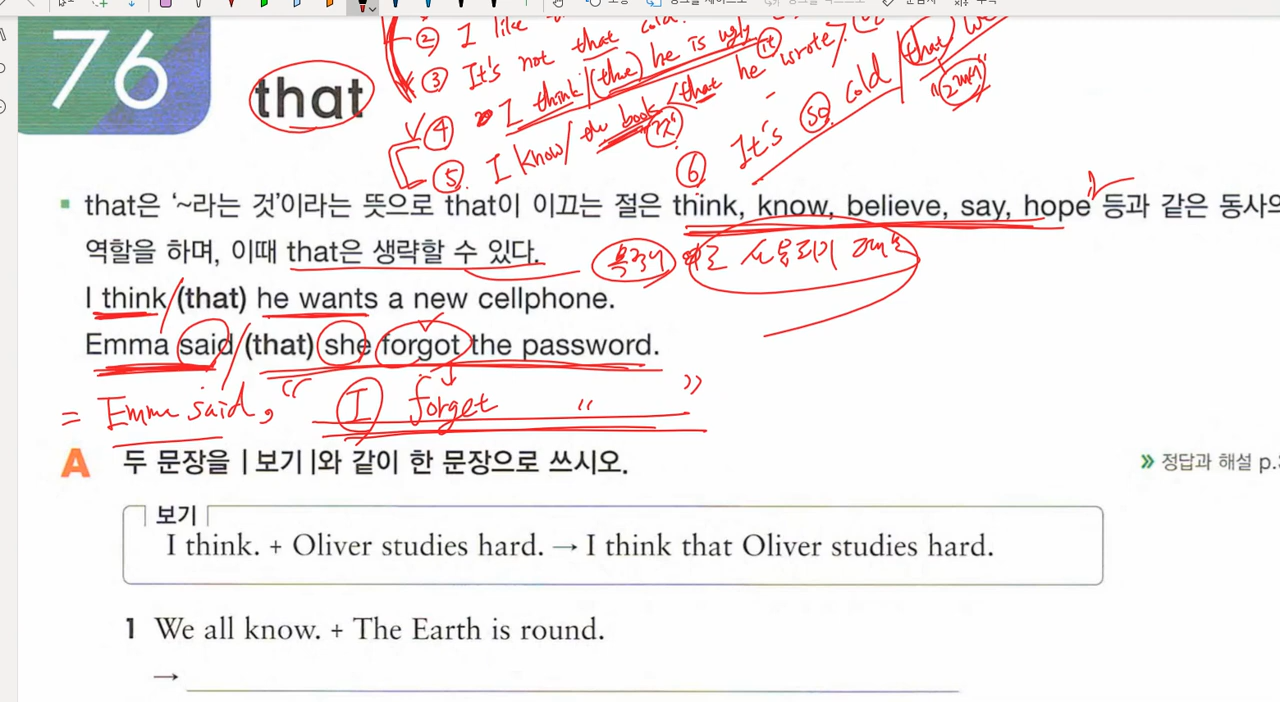 76
that
② I like
③ It's not that cold.
④ I think (that) he is ugly
⑤ I know the book that he wrote.
⑥ It's so cold that we
that은 '~라는 것'이라는 뜻으로 that이 이끄는 절은 think, know, believe, say, hope 등과 같은 동사의
역할을 하며, 이때 that은 생략할 수 있다.
목적어
I think (that) he wants a new cellphone.
Emma said (that) she forgot the password.
= Emma said, " I forget " "
A 두 문장을 | 보기 |와 같이 한 문장으로 쓰시오.
» 정답과 해설 p.
보기
I think. + Oliver studies hard. → I think that Oliver studies hard.
1 We all know. + The Earth is round.
→